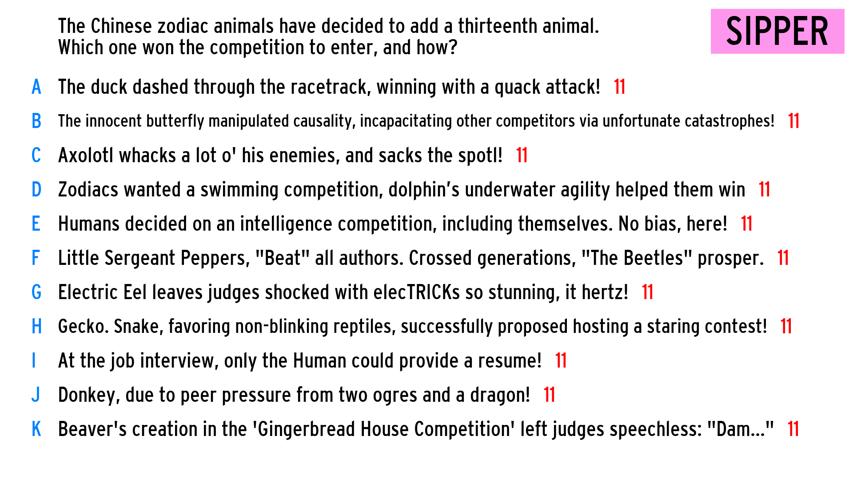 The Chinese zodiac animals have decided to add a thirteenth animal.
Which one won the competition to enter, and how?
SIPPER
A The duck dashed through the racetrack, winning with a quack attack! 11
B The innocent butterfly manipulated causality, incapacitating other competitors via unfortunate catastrophes! 11
C Axolotl whacks a lot o' his enemies, and sacks the spotl! 11
D Zodiacs wanted a swimming competition, dolphin's underwater agility helped them win 11
E Humans decided on an intelligence competition, including themselves. No bias, here! 11
F Little Sergeant Peppers, "Beat" all authors. Crossed generations, "The Beetles" prosper. 11
G Electric Eel leaves judges shocked with elecTRICKs so stunning, it hertz! 11
H Gecko. Snake, favoring non-blinking reptiles, successfully proposed hosting a staring contest! 11
I At the job interview, only the Human could provide a resume! 11
J Donkey, due to peer pressure from two ogres and a dragon! 11
K Beaver's creation in the 'Gingerbread House Competition' left judges speechless: "Dam..." 11